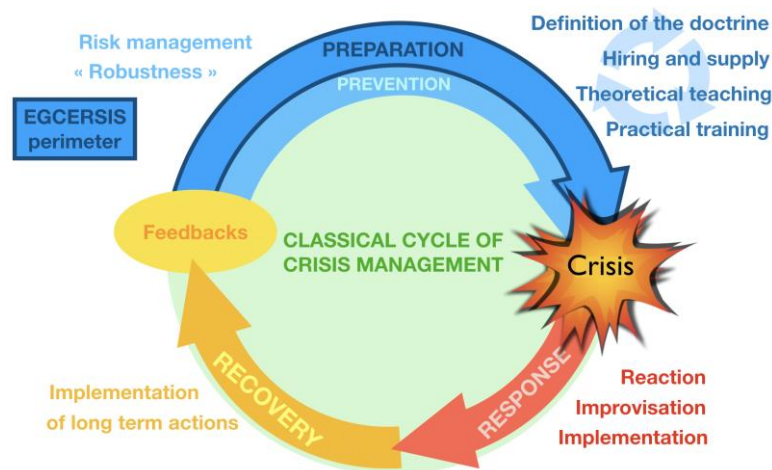 Risk management
« Robustness »
EGCERSIS
perimeter
PREPARATION
PREVENTION
Definition of the doctrine
Hiring and supply
Theoretical teaching
Practical training
Feedbacks
CLASSICAL CYCLE OF
CRISIS MANAGEMENT
Crisis
Implementation
of long term actions
RECOVERY
RESPONSE
Reaction
Improvisation
Implementation